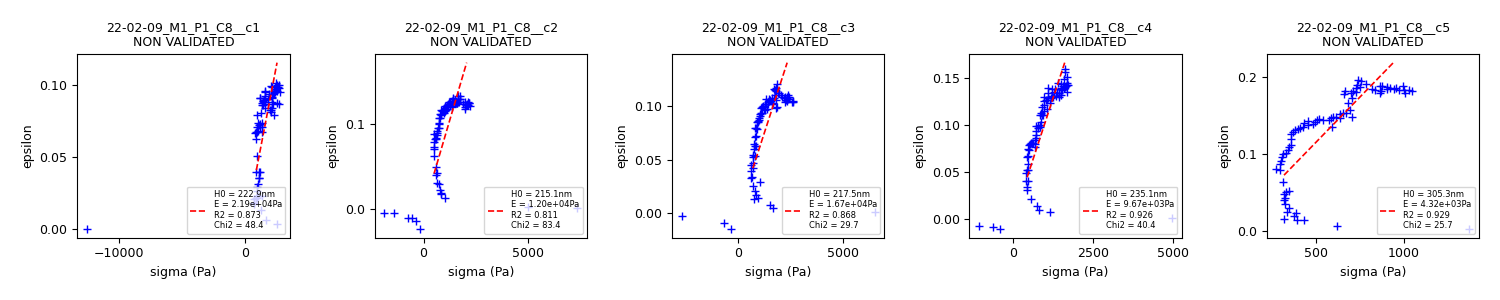 22-02-09_M1_P1_C8__c1
NON VALIDATED
epsilon
0.10
0.05
0.00
−10000
0
sigma (Pa)
H0 = 222.9nm
E = 2.19e+04Pa
R2 = 0.873
Chi2 = 48.4
22-02-09_M1_P1_C8__c2
NON VALIDATED
epsilon
0.1
0.0
0
5000
sigma (Pa)
H0 = 215.1nm
E = 1.20e+04Pa
R2 = 0.811
Chi2 = 83.4
22-02-09_M1_P1_C8__c3
NON VALIDATED
epsilon
0.10
0.05
0.00
0
5000
sigma (Pa)
H0 = 217.5nm
E = 1.67e+04Pa
R2 = 0.868
Chi2 = 29.7
22-02-09_M1_P1_C8__c4
NON VALIDATED
epsilon
0.15
0.10
0.05
0.00
0
2500
5000
sigma (Pa)
H0 = 235.1nm
E = 9.67e+03Pa
R2 = 0.926
Chi2 = 40.4
22-02-09_M1_P1_C8__c5
NON VALIDATED
epsilon
0.2
0.1
0.0
500
1000
sigma (Pa)
H0 = 305.3nm
E = 4.32e+03Pa
R2 = 0.929
Chi2 = 25.7